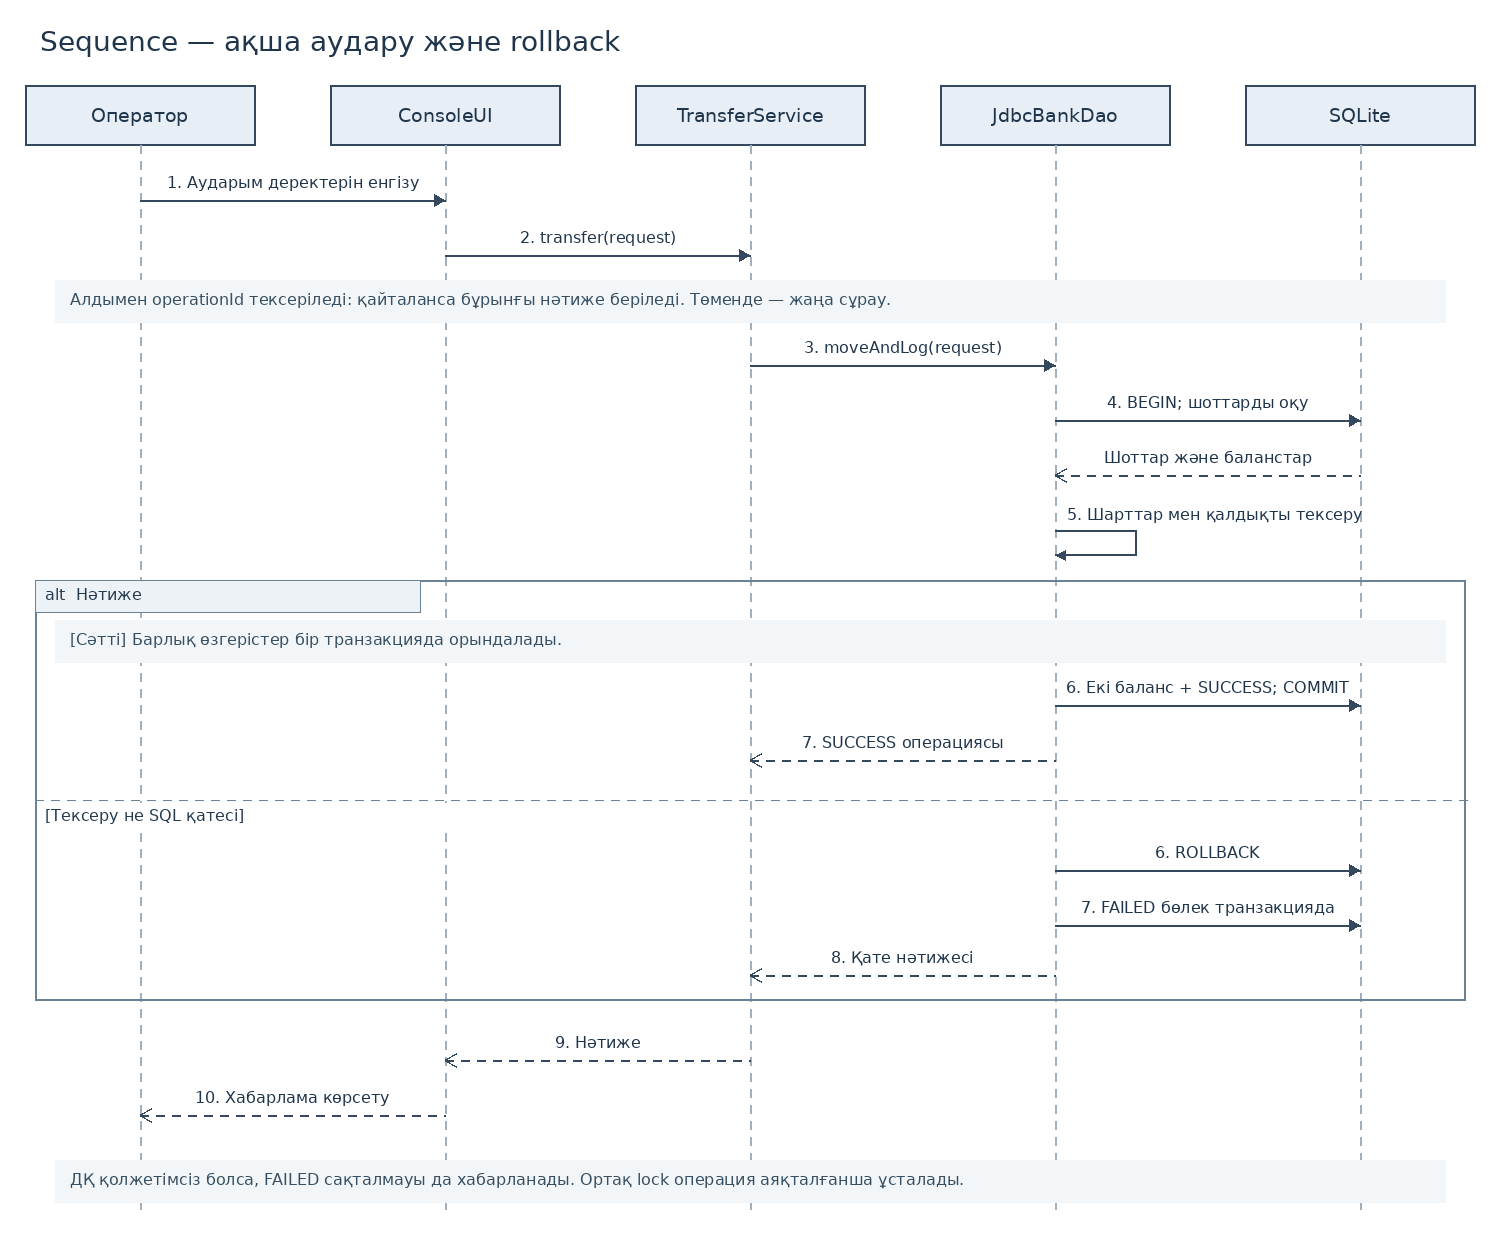 Sequence — ақша аудару және rollback
Оператор
ConsoleUI
TransferService
JdbcBankDao
SQLite
1. Аударым деректерін енгізу
2. transfer(request)
Алдымен operationId тексеріледі: қайталанса бұрынғы нәтиже беріледі. Төменде — жаңа сұрау.
3. moveAndLog(request)
4. BEGIN; шоттарды оқу
Шоттар және баланстар
5. Шарттар мен қалдықты тексеру
alt  Нәтиже
[Сәтті] Барлық өзгерістер бір транзакцияда орындалады.
6. Екі баланс + SUCCESS; COMMIT
7. SUCCESS операциясы
[Тексеру не SQL қатесі]
6. ROLLBACK
7. FAILED бөлек транзакцияда
8. Қате нәтижесі
9. Нәтиже
10. Хабарлама көрсету
ДҚ қолжетімсіз болса, FAILED сақталмауы да хабарланады. Ортақ lock операция аяқталғанша ұсталады.